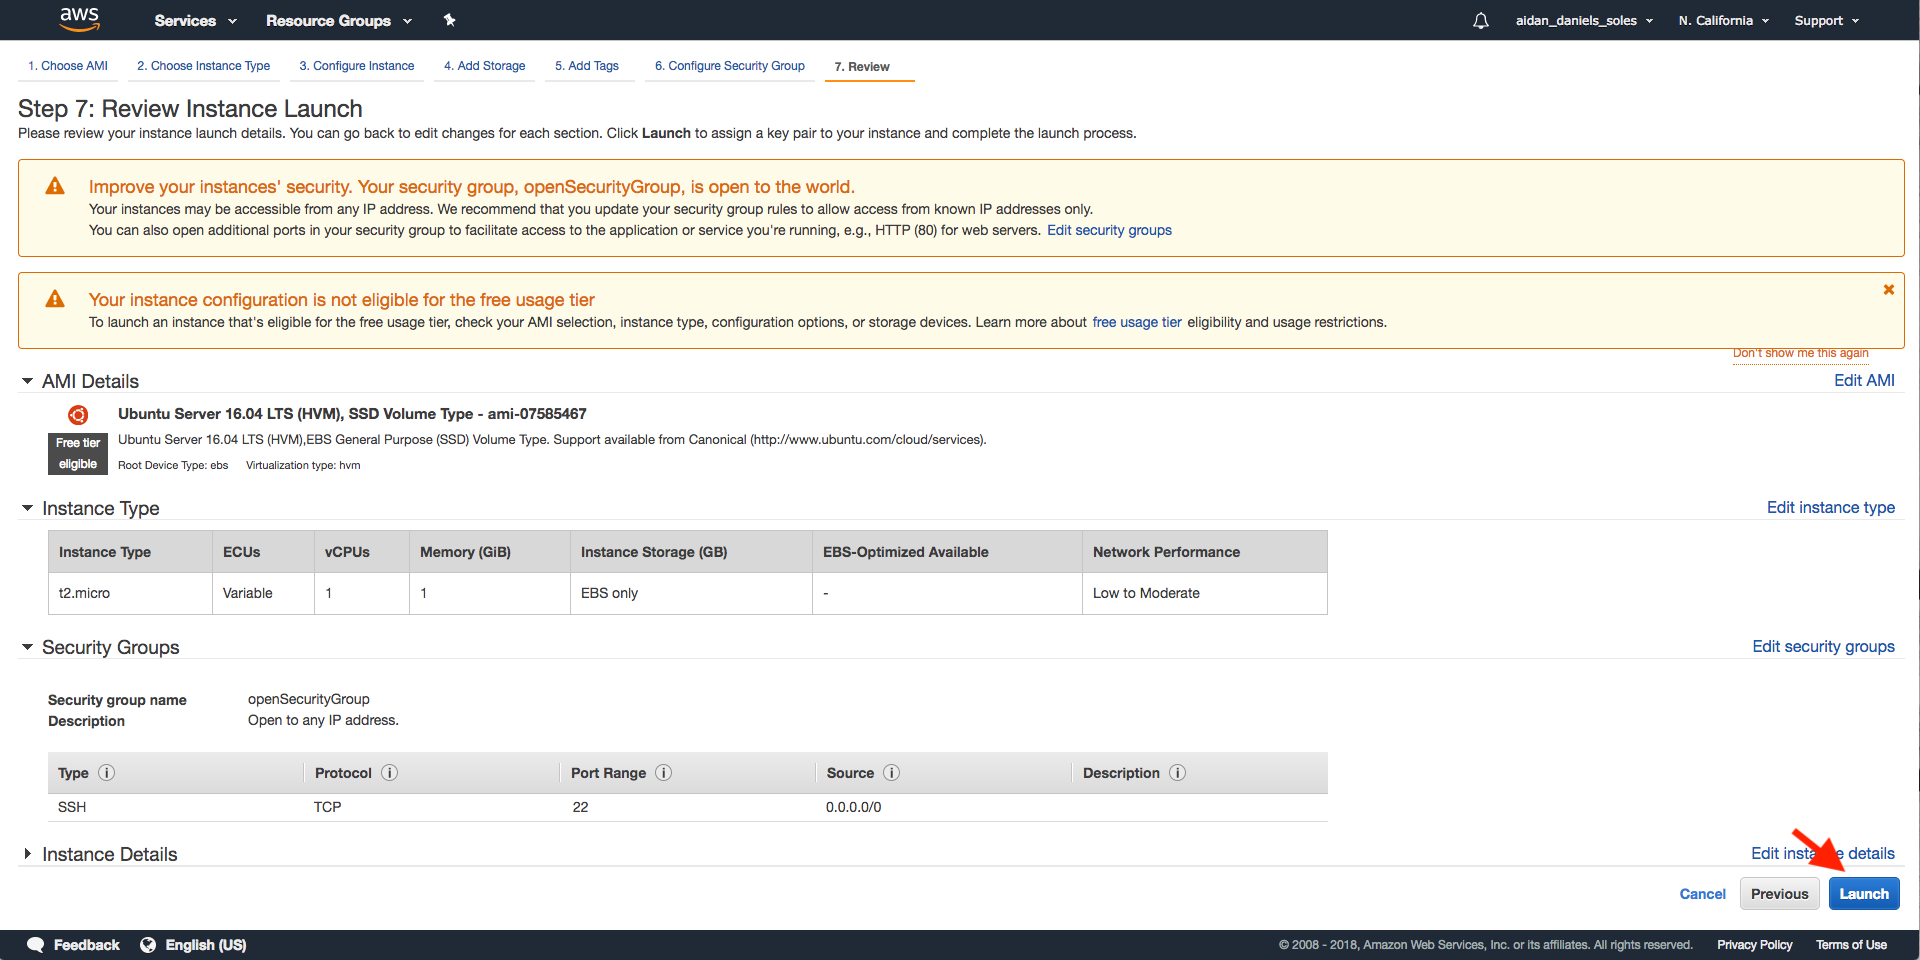 aws Services Resource Groups aidan_daniels_soles N. California Support
1. Choose AMI 2. Choose Instance Type 3. Configure Instance 4. Add Storage 5. Add Tags 6. Configure Security Group 7. Review
Step 7: Review Instance Launch
Please review your instance launch details. You can go back to edit changes for each section. Click Launch to assign a key pair to your instance and complete the launch process.
Improve your instances' security. Your security group, openSecurityGroup, is open to the world.
Your instances may be accessible from any IP address. We recommend that you update your security group rules to allow access from known IP addresses only.
You can also open additional ports in your security group to facilitate access to the application or service you're running, e.g., HTTP (80) for web servers. Edit security groups
Your instance configuration is not eligible for the free usage tier
To launch an instance that's eligible for the free usage tier, check your AMI selection, instance type, configuration options, or storage devices. Learn more about free usage tier eligibility and usage restrictions.
Don't show me this again
AMI Details Edit AMI
Ubuntu Server 16.04 LTS (HVM), SSD Volume Type - ami-07585467
Free tier
eligible
Ubuntu Server 16.04 LTS (HVM),EBS General Purpose (SSD) Volume Type. Support available from Canonical (http://www.ubuntu.com/cloud/services).
Root Device Type: ebs Virtualization type: hvm
Instance Type Edit instance type
Instance Type ECUs vCPUs Memory (GiB) Instance Storage (GB) EBS-Optimized Available Network Performance
t2.micro Variable 1 1 EBS only - Low to Moderate
Security Groups Edit security groups
Security group name openSecurityGroup
Description Open to any IP address.
Type Protocol Port Range Source Description
SSH TCP 22 0.0.0.0/0
Instance Details Edit instance details
Cancel Previous Launch
Feedback English (US) © 2008 - 2018, Amazon Web Services, Inc. or its affiliates. All rights reserved. Privacy Policy Terms of Use